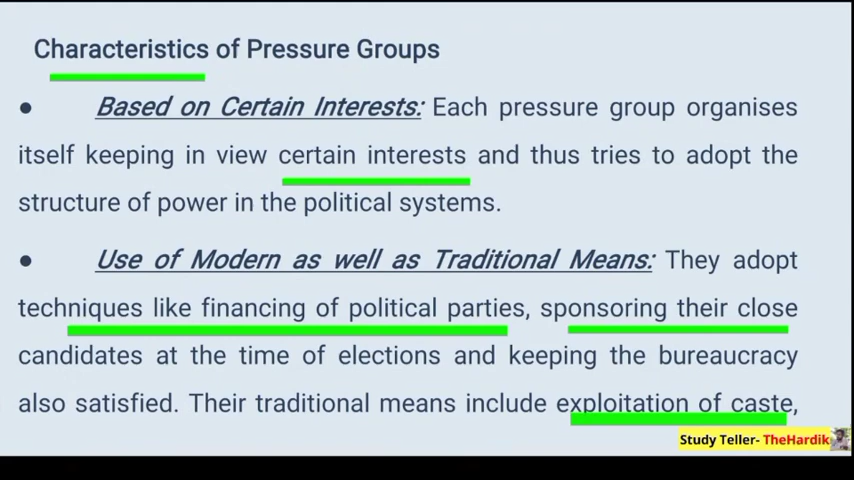 Characteristics of Pressure Groups
● Based on Certain Interests: Each pressure group organises
itself keeping in view certain interests and thus tries to adopt the
structure of power in the political systems.
● Use of Modern as well as Traditional Means: They adopt
techniques like financing of political parties, sponsoring their close
candidates at the time of elections and keeping the bureaucracy
also satisfied. Their traditional means include exploitation of caste,
Study Teller- TheHardik